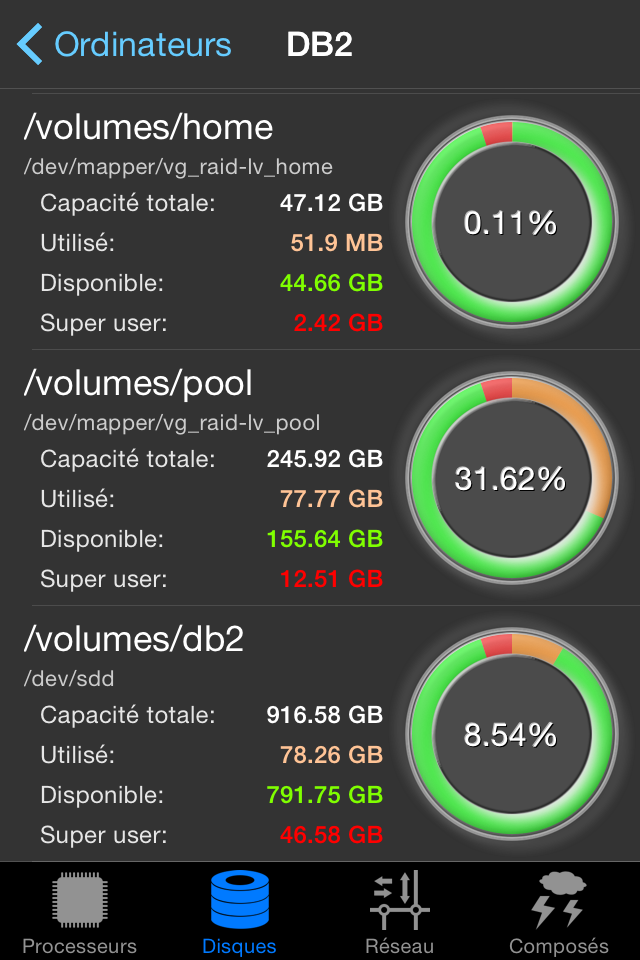 Ordinateurs DB2
/volumes/home
/dev/mapper/vg_raid-lv_home
Capacité totale: 47.12 GB
Utilisé: 51.9 MB
Disponible: 44.66 GB
Super user: 2.42 GB
0.11%
/volumes/pool
/dev/mapper/vg_raid-lv_pool
Capacité totale: 245.92 GB
Utilisé: 77.77 GB
Disponible: 155.64 GB
Super user: 12.51 GB
31.62%
/volumes/db2
/dev/sdd
Capacité totale: 916.58 GB
Utilisé: 78.26 GB
Disponible: 791.75 GB
Super user: 46.58 GB
8.54%
Processeurs Disques Réseau Composés